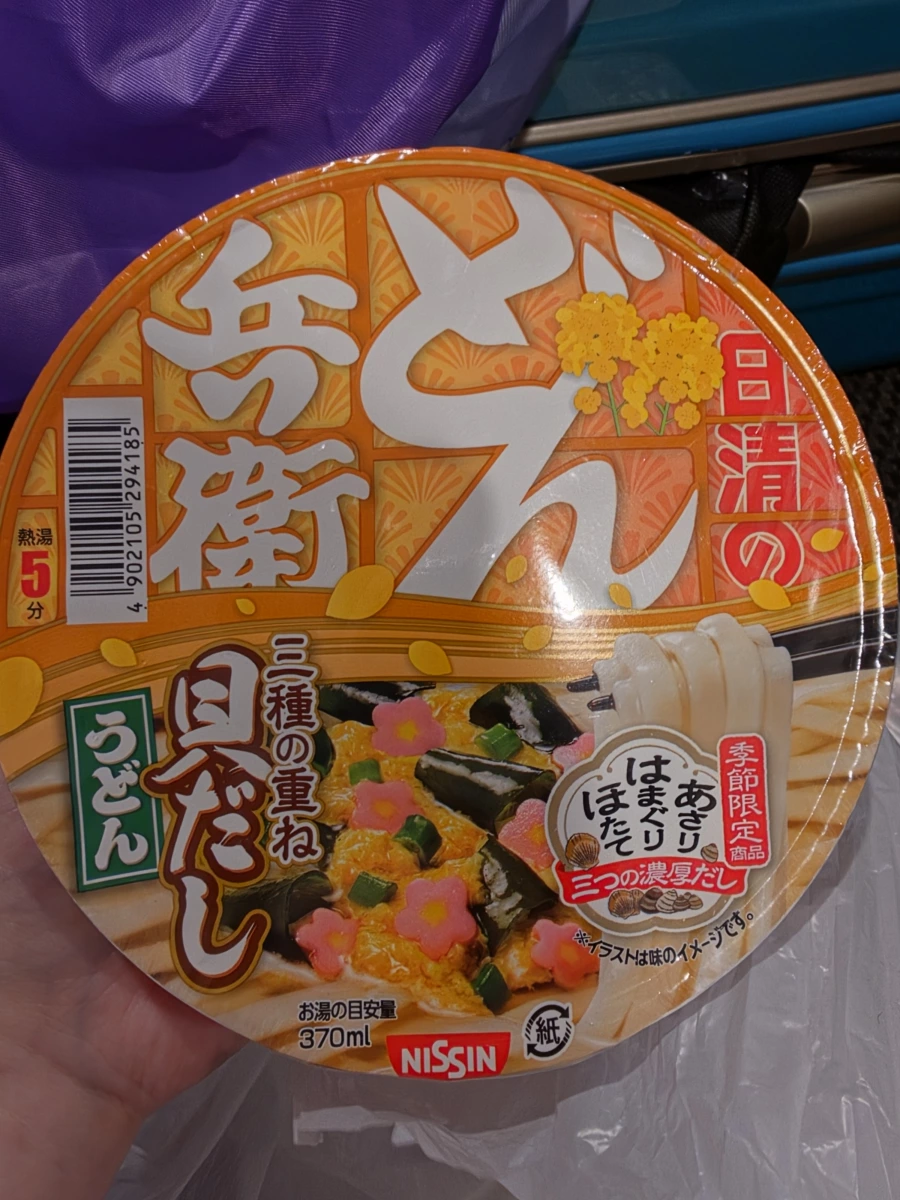 日清の
どん
兵衛
4 902105 294185
熱湯
5
分
三種の重ね
貝だし
うどん
季節限定
商品
あさり
はまぐり
ほたて
三つの濃厚だし
※イラストは味のイメージです。
お湯の目安量
370ml
NISSIN
紙